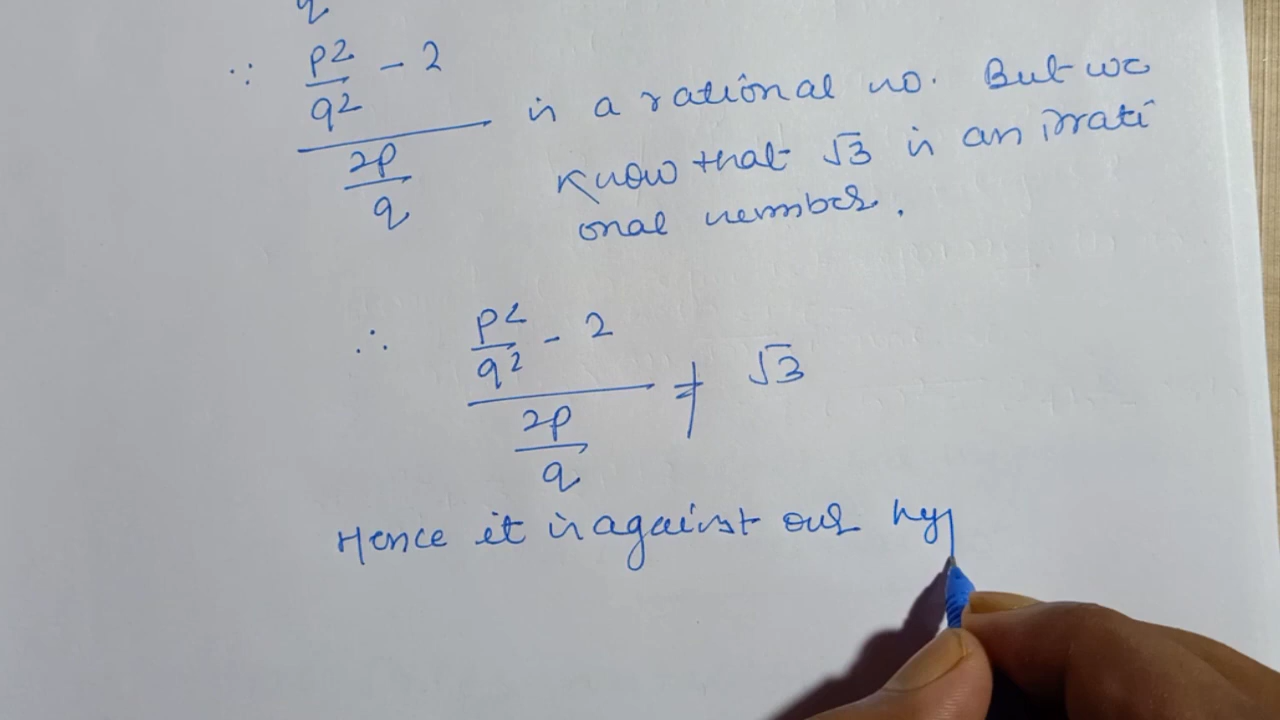 q
∵ p²/q² - 2 / 2p/q is a rational no. But we
know that √3 is an irrati
onal number.
∴ p²/q² - 2 / 2p/q ≠ √3
Hence it is against our hyp